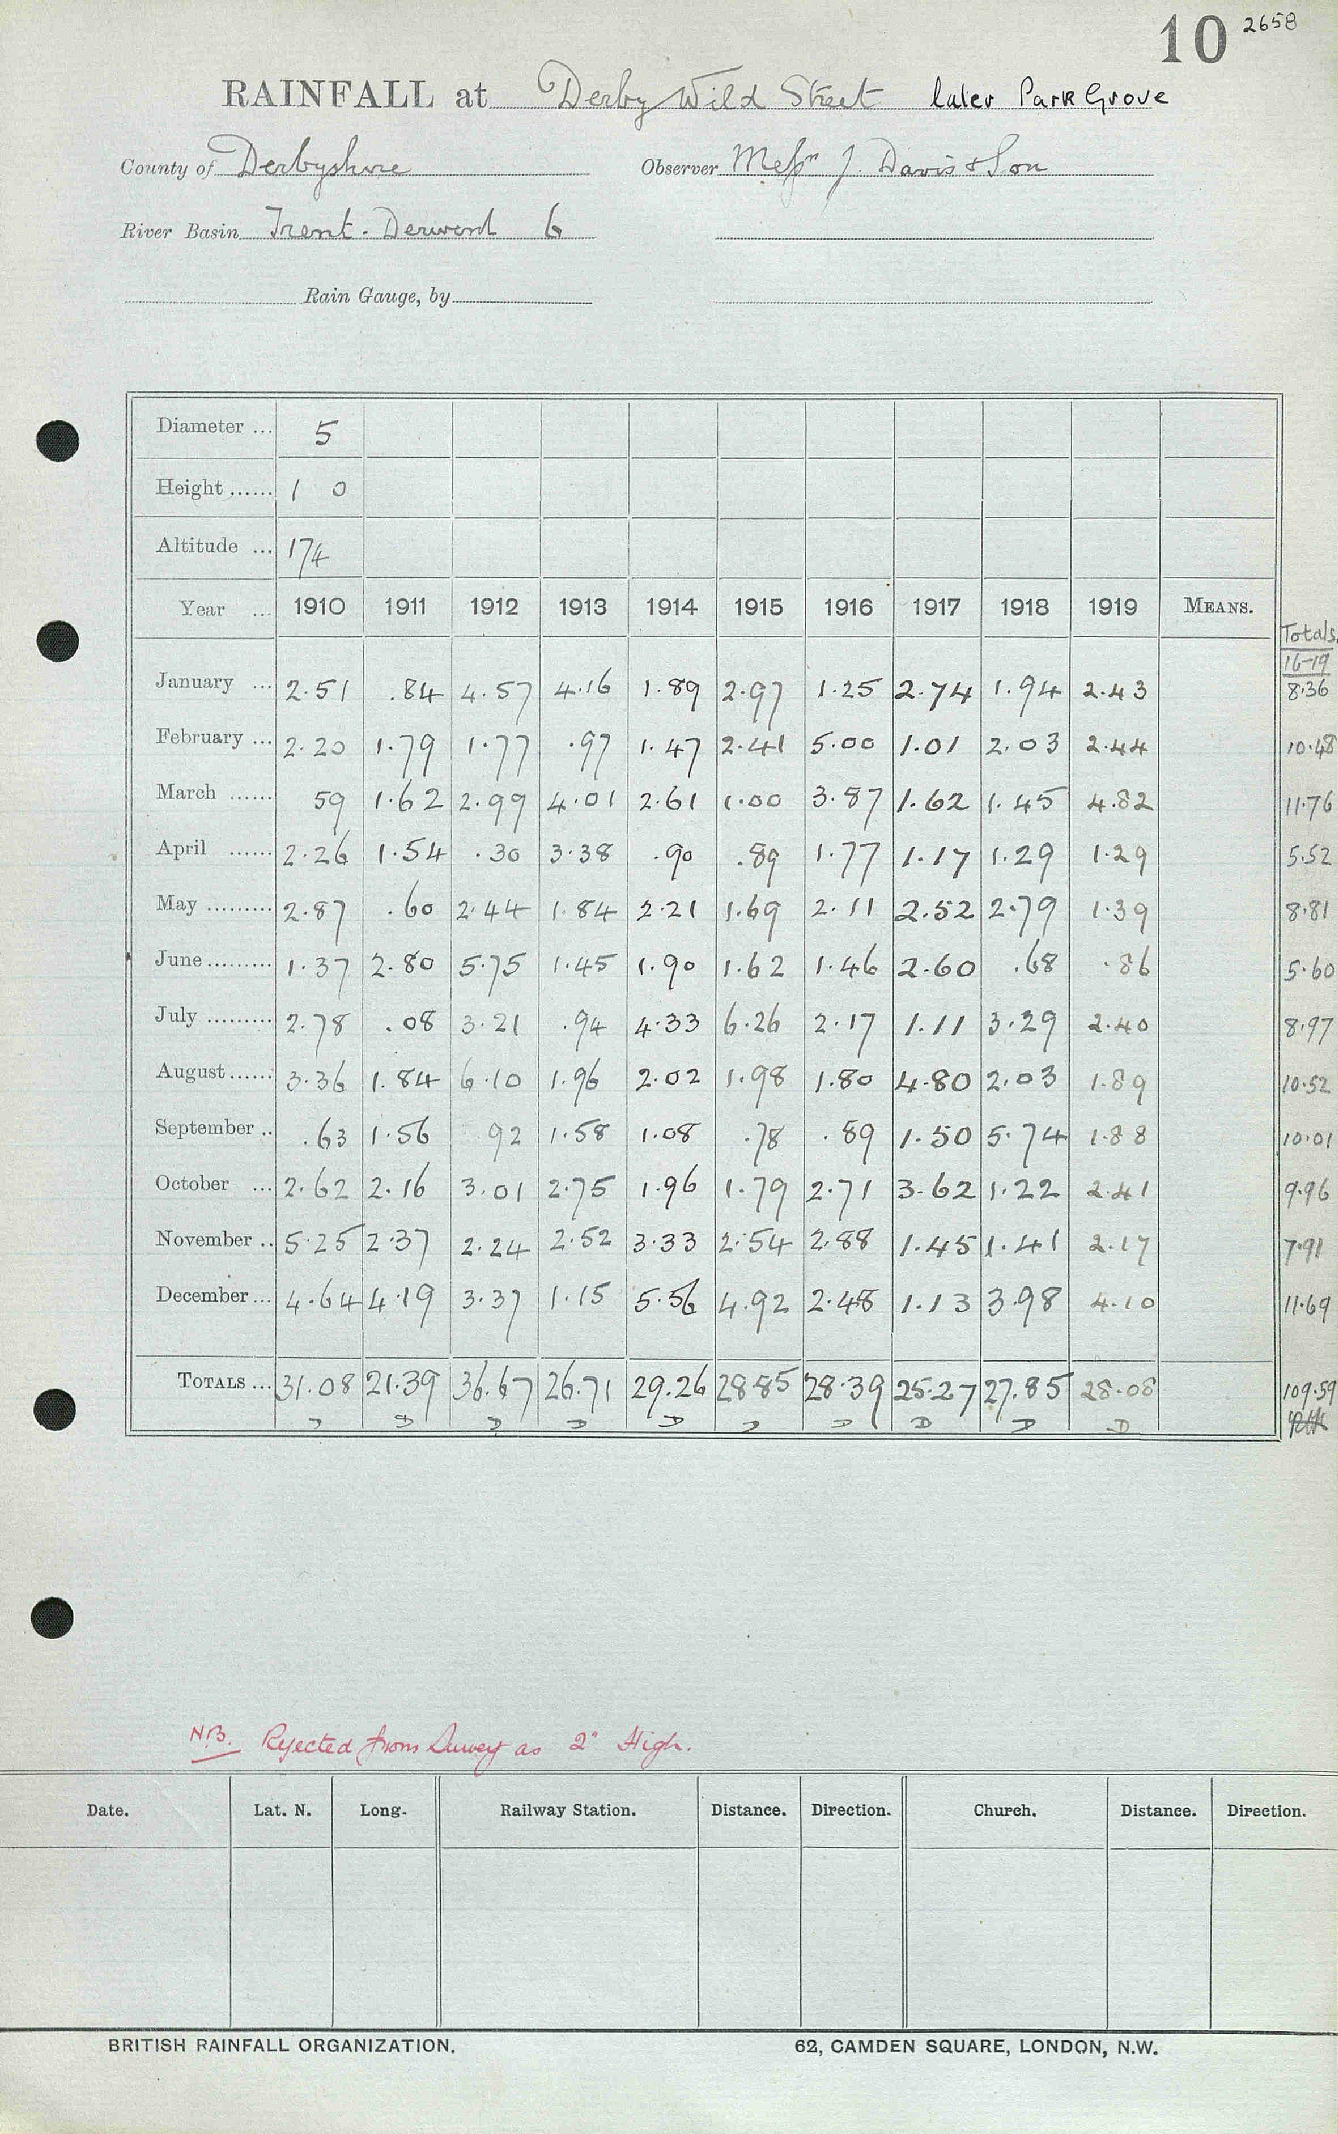 10 2658
RAINFALL at Derby Wild Street later Park Grove
County of Derbyshire Observer Messrs J. Davis & Son
River Basin Trent - Derwent 6
Rain Gauge, by
Diameter ... 5
Height ...... 1 0
Altitude ... 174
Year ... 1910 1911 1912 1913 1914 1915 1916 1917 1918 1919 MEANS. Totals
16-19
January ... 2.51 .84 4.57 4.16 1.89 2.97 1.25 2.74 1.94 2.43 8.36
February ... 2.20 1.79 1.77 .97 1.47 2.41 5.00 1.01 2.03 2.44 10.48
March ...... 59 1.62 2.99 4.01 2.61 1.00 3.87 1.62 1.45 4.82 11.76
April ...... 2.26 1.54 .30 3.38 .90 .89 1.77 1.17 1.29 1.29 5.52
May ......... 2.87 .60 2.44 1.84 2.21 1.69 2.11 2.52 2.79 1.39 8.81
June ......... 1.37 2.80 5.75 1.45 1.90 1.62 1.46 2.60 .68 .86 5.60
July ......... 2.78 .08 3.21 .94 4.33 6.26 2.17 1.11 3.29 2.40 8.97
August ...... 3.36 1.84 6.10 1.96 2.02 1.98 1.80 4.80 2.03 1.89 10.52
September .. .63 1.56 92 1.58 1.08 .78 .89 1.50 5.74 1.88 10.01
October ... 2.62 2.16 3.01 2.75 1.96 1.79 2.71 3.62 1.22 2.41 9.96
November .. 5.25 2.37 2.24 2.52 3.33 2.54 2.88 1.45 1.41 2.17 7.91
December ... 4.64 4.19 3.37 1.15 5.56 4.92 2.48 1.13 3.98 4.10 11.69
TOTALS ... 31.08 21.39 36.67 26.71 29.26 28.85 28.39 25.27 27.85 28.08 109.59
D D D D D D D D D D
N.B. Rejected from Survey as 2" High.
Date. Lat. N. Long. Railway Station. Distance. Direction. Church. Distance. Direction.
BRITISH RAINFALL ORGANIZATION. 62, CAMDEN SQUARE, LONDON, N.W.